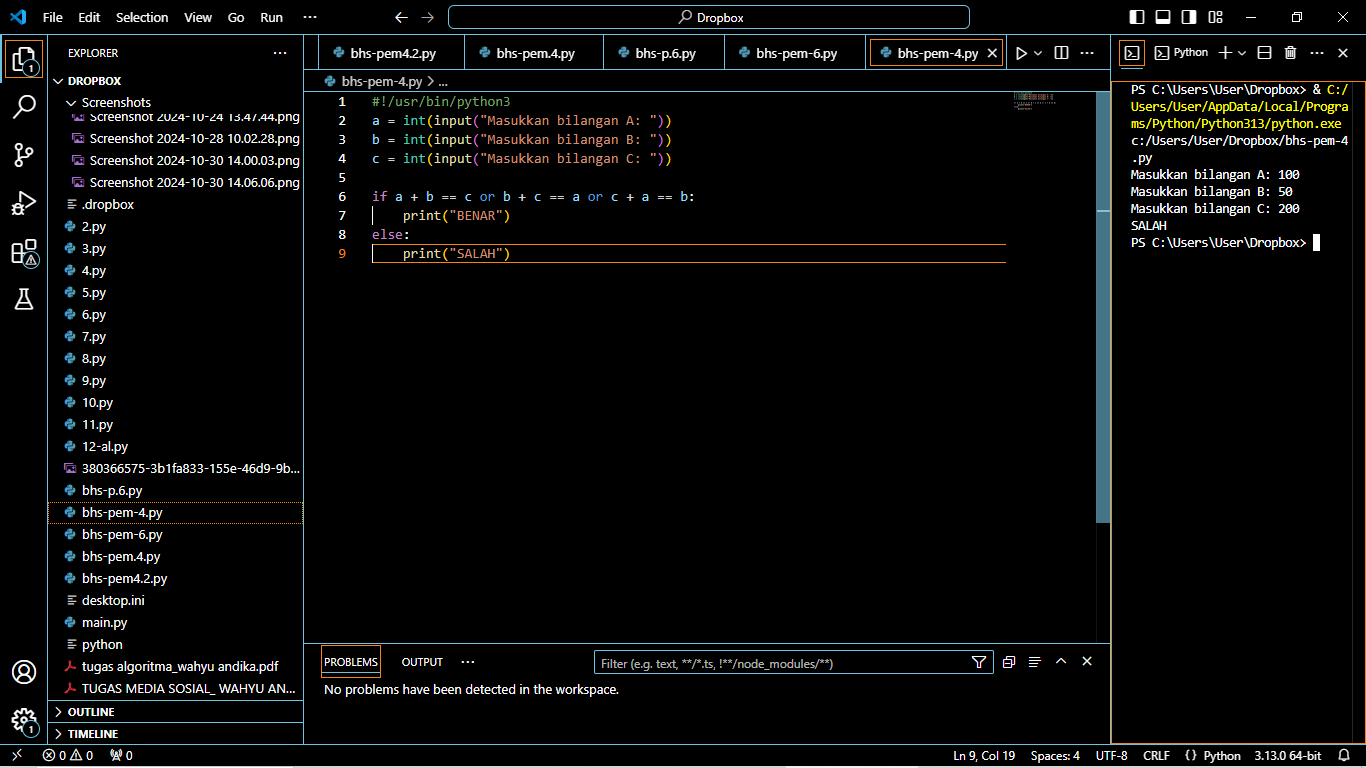 File Edit Selection View Go Run ··· Dropbox
EXPLORER ···
DROPBOX
Screenshots
Screenshot 2024-10-24 13.47.44.png
Screenshot 2024-10-28 10.02.28.png
Screenshot 2024-10-30 14.00.03.png
Screenshot 2024-10-30 14.06.06.png
.dropbox
2.py
3.py
4.py
5.py
6.py
7.py
8.py
9.py
10.py
11.py
12-al.py
380366575-3b1fa833-155e-46d9-9b...
bhs-p.6.py
bhs-pem-4.py
bhs-pem-6.py
bhs-pem.4.py
bhs-pem4.2.py
desktop.ini
main.py
python
tugas algoritma_wahyu andika.pdf
TUGAS MEDIA SOSIAL_ WAHYU AN...
OUTLINE
TIMELINE
bhs-pem4.2.py bhs-pem.4.py bhs-p.6.py bhs-pem-6.py bhs-pem-4.py
bhs-pem-4.py > ...
1 #!/usr/bin/python3
2 a = int(input("Masukkan bilangan A: "))
3 b = int(input("Masukkan bilangan B: "))
4 c = int(input("Masukkan bilangan C: "))
5
6 if a + b == c or b + c == a or c + a == b:
7     print("BENAR")
8 else:
9     print("SALAH")
PROBLEMS OUTPUT ···
Filter (e.g. text, **/*.ts, !**/node_modules/**)
No problems have been detected in the workspace.
Python
PS C:\Users\User\Dropbox> & C:/
Users/User/AppData/Local/Progra
ms/Python/Python313/python.exe
c:/Users/User/Dropbox/bhs-pem-4
.py
Masukkan bilangan A: 100
Masukkan bilangan B: 50
Masukkan bilangan C: 200
SALAH
PS C:\Users\User\Dropbox>
1
1
0 0 0
Ln 9, Col 19 Spaces: 4 UTF-8 CRLF {} Python 3.13.0 64-bit